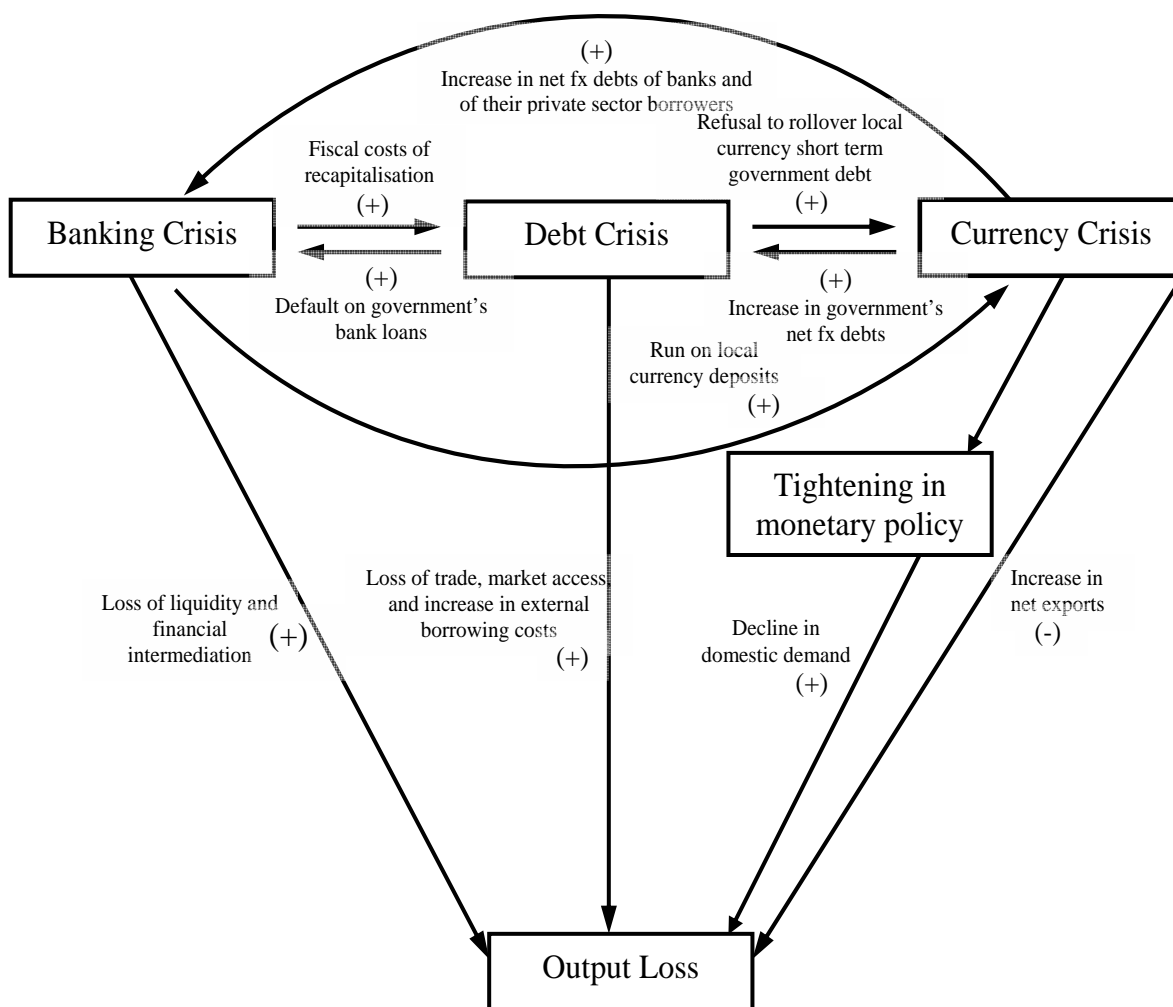 (+)
Increase in net fx debts of banks and
of their private sector borrowers
Refusal to rollover local
currency short term
government debt
(+)
Fiscal costs of
recapitalisation
(+)
Banking Crisis
Debt Crisis
Currency Crisis
(+)
Default on government’s
bank loans
(+)
Increase in government’s
net fx debts
Run on local
currency deposits
(+)
Tightening in
monetary policy
Loss of liquidity and
financial
intermediation
(+)
Loss of trade, market access
and increase in external
borrowing costs
(+)
Decline in
domestic demand
(+)
Increase in
net exports
(-)
Output Loss